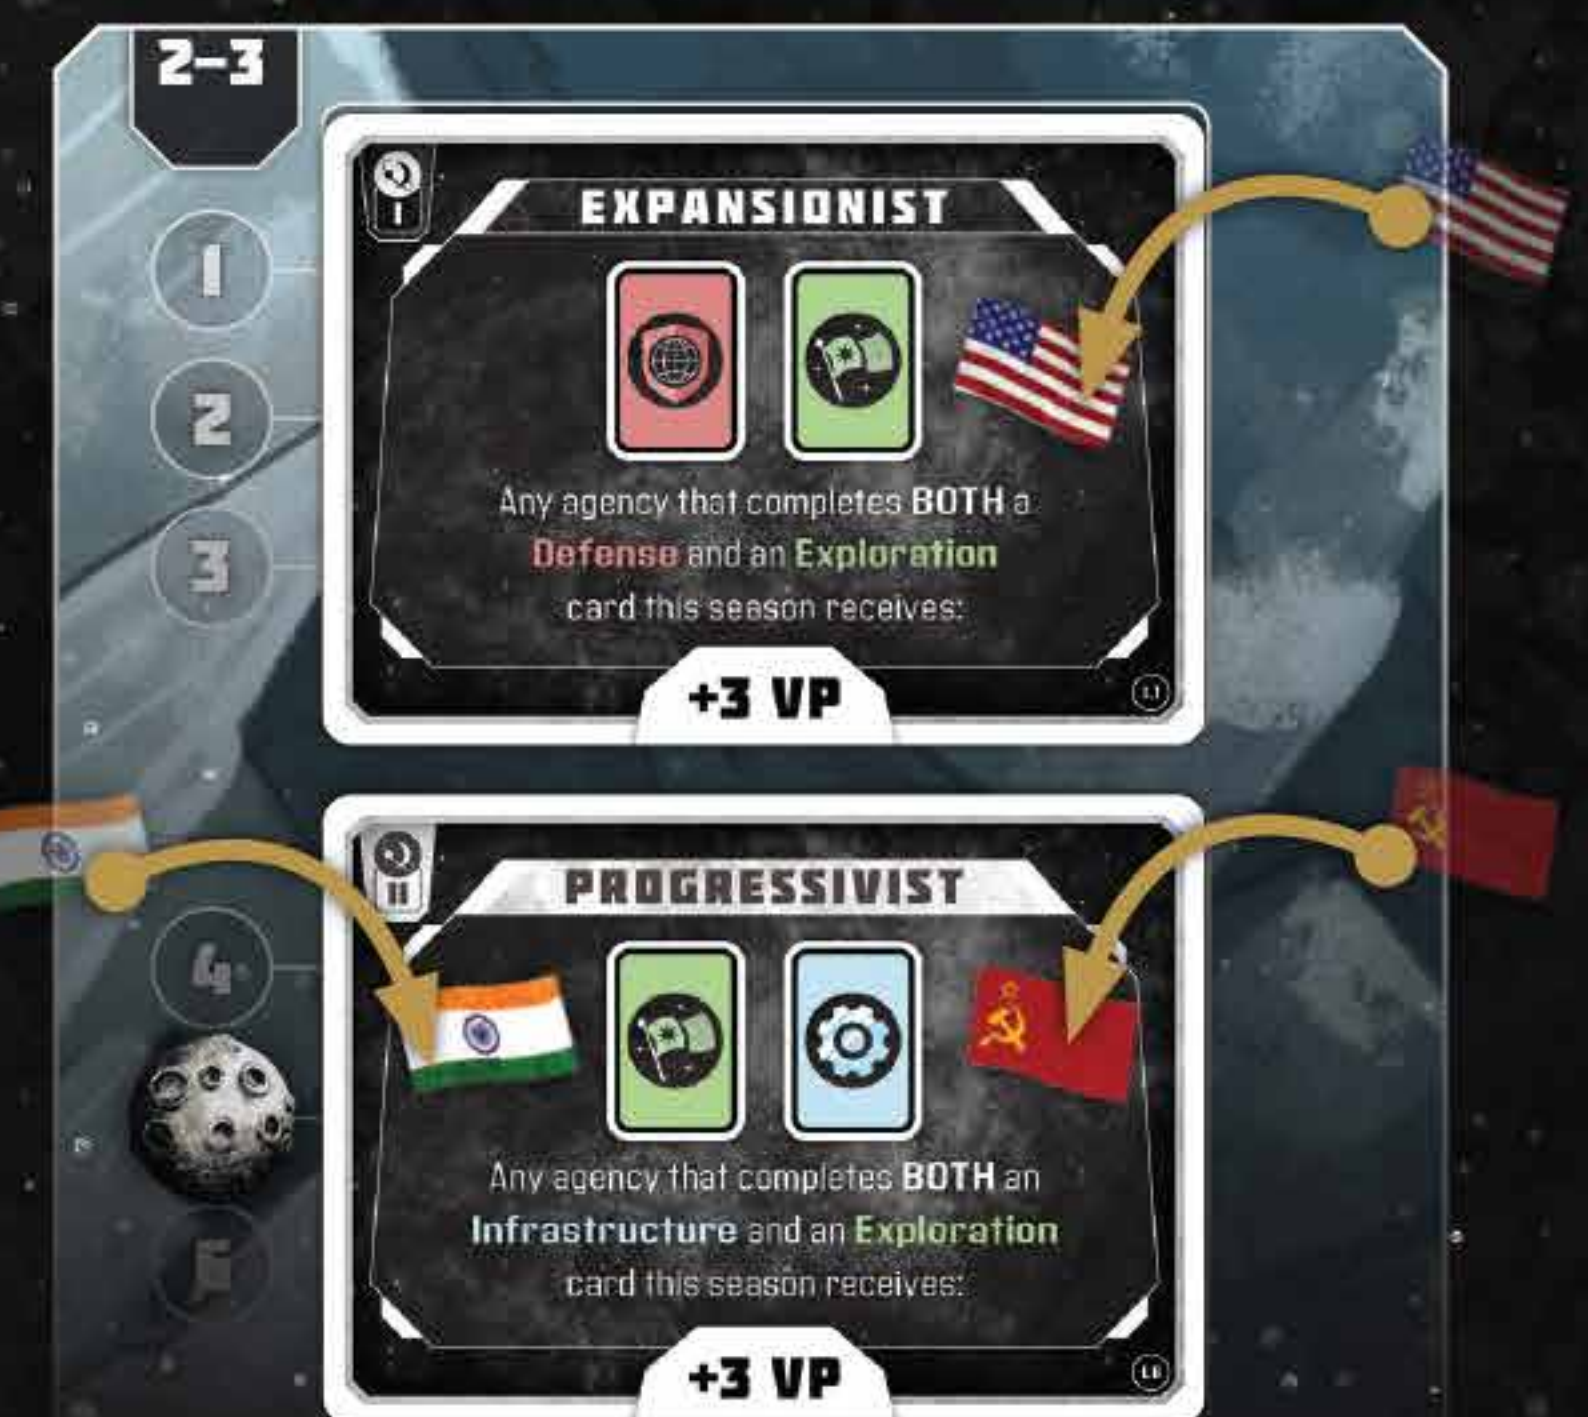 2–3
1
2
3
I
EXPANSIONIST
Any agency that completes BOTH a
Defense and an Exploration
card this season receives:
+3 VP
4
II
PROGRESSIVIST
Any agency that completes BOTH an
Infrastructure and an Exploration
card this season receives:
+3 VP